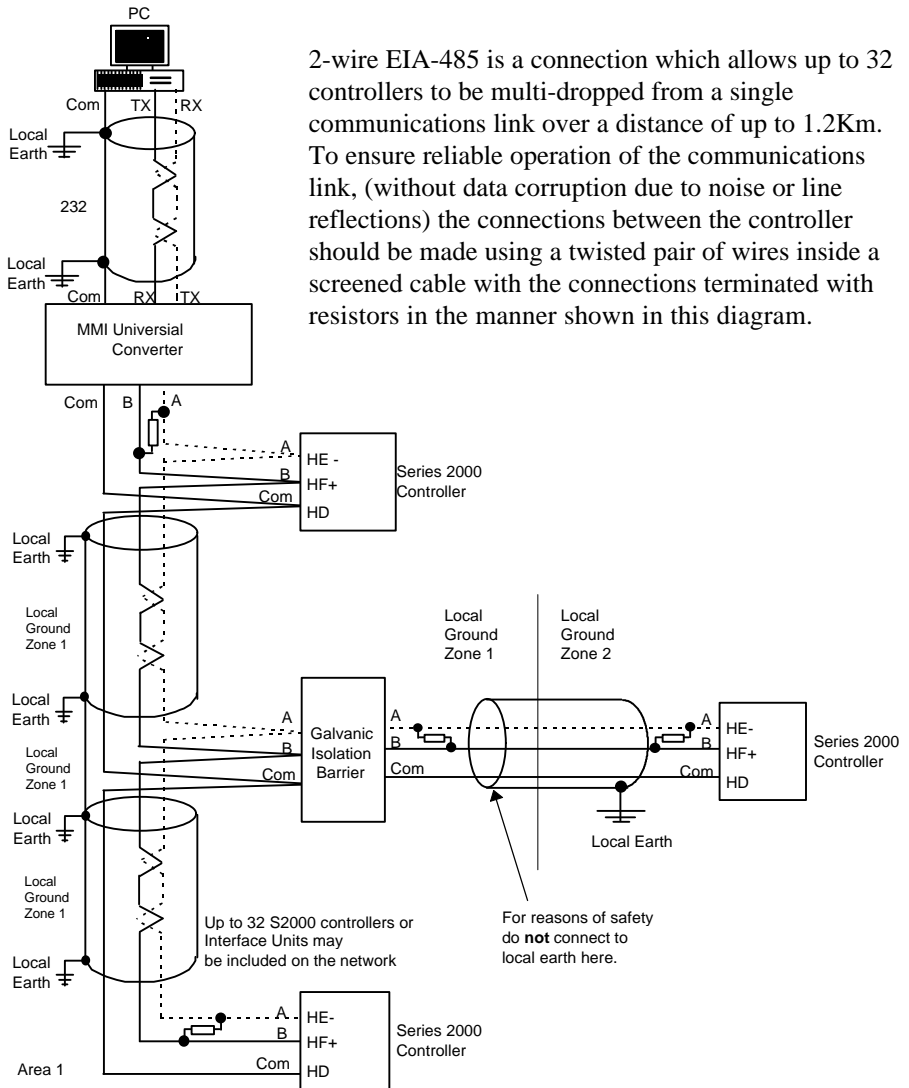 PC
2-wire EIA-485 is a connection which allows up to 32
controllers to be multi-dropped from a single
communications link over a distance of up to 1.2Km.
To ensure reliable operation of the communications
link, (without data corruption due to noise or line
reflections) the connections between the controller
should be made using a twisted pair of wires inside a
screened cable with the connections terminated with
resistors in the manner shown in this diagram.
Com TX RX
Local
Earth
232
Local
Earth
Com RX TX
MMI Universial
Converter
Com B A
A HE -
B HF+
Com HD
Series 2000
Controller
Local
Earth
Local
Ground
Zone 1
Local
Earth
Local
Ground
Zone 1
A
B
Com
Galvanic
Isolation
Barrier
A
B
Com
Local
Ground
Zone 1
Local
Ground
Zone 2
A HE-
B HF+
Com HD
Series 2000
Controller
Local Earth
For reasons of safety
do not connect to
local earth here.
Local
Earth
Local
Ground
Zone 1
Up to 32 S2000 controllers or
Interface Units may
be included on the network
Local
Earth
A HE-
B HF+
Com HD
Series 2000
Controller
Area 1